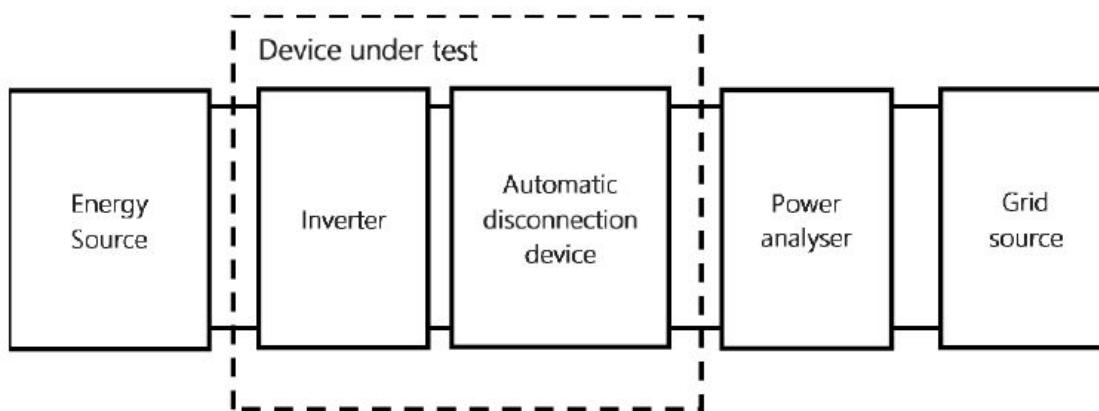 Device under test
Energy
Source
Inverter
Automatic
disconnection
device
Power
analyser
Grid
source